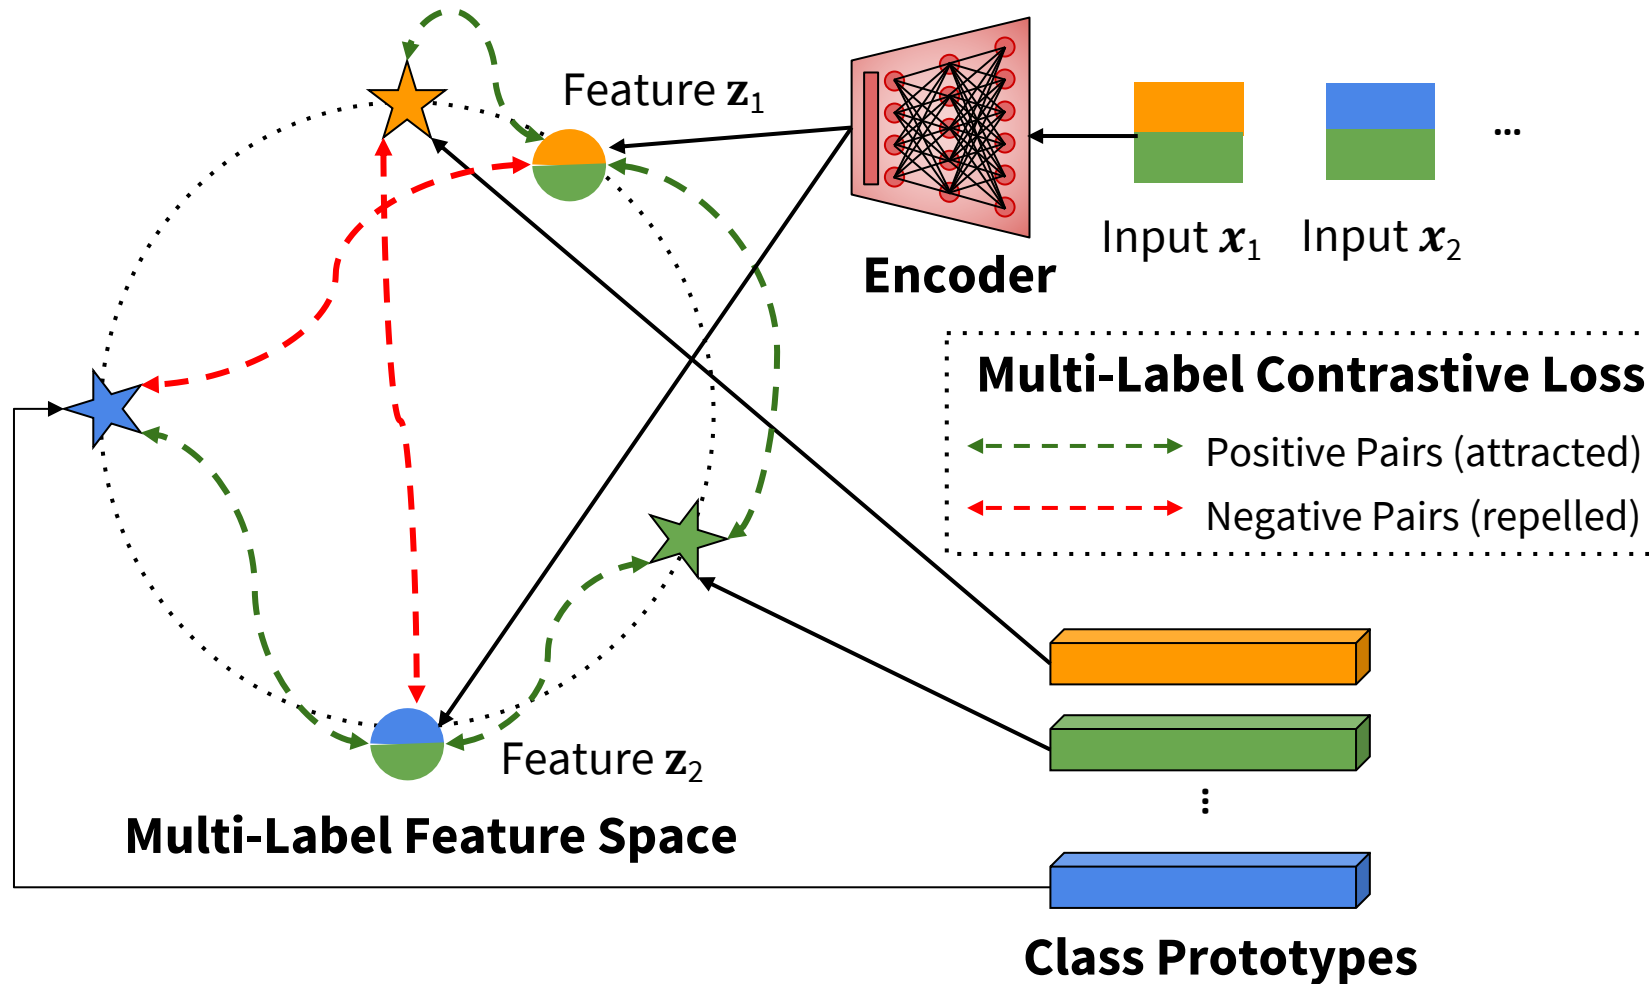 Feature z₁
Encoder
Input x₁
Input x₂
...
Multi-Label Contrastive Loss
Positive Pairs (attracted)
Negative Pairs (repelled)
Feature z₂
Multi-Label Feature Space
Class Prototypes